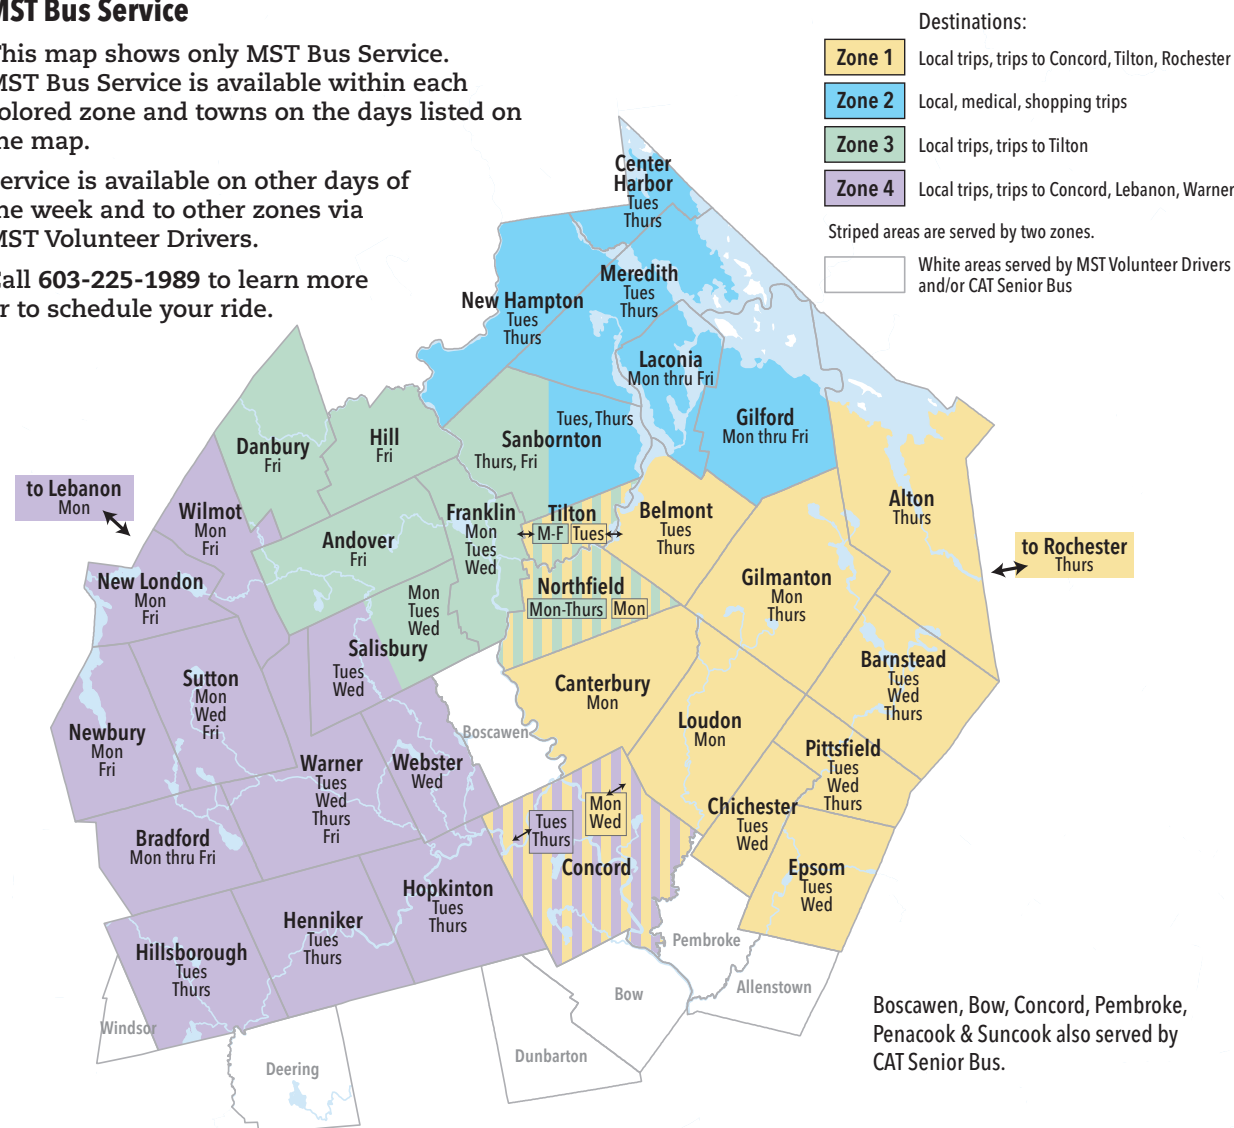 MST Bus Service
This map shows only MST Bus Service.
MST Bus Service is available within each
colored zone and towns on the days listed on
the map.
Service is available on other days of
the week and to other zones via
MST Volunteer Drivers.
Call 603-225-1989 to learn more
or to schedule your ride.
Destinations:
Zone 1 Local trips, trips to Concord, Tilton, Rochester
Zone 2 Local, medical, shopping trips
Zone 3 Local trips, trips to Tilton
Zone 4 Local trips, trips to Concord, Lebanon, Warner
Striped areas are served by two zones.
White areas served by MST Volunteer Drivers
and/or CAT Senior Bus
Center
Harbor
Tues
Thurs
Meredith
Tues
Thurs
New Hampton
Tues
Thurs
Laconia
Mon thru Fri
Gilford
Mon thru Fri
Tues, Thurs
Sanbornton
Thurs, Fri
Danbury
Fri
Hill
Fri
to Lebanon
Mon
Wilmot
Mon
Fri
Andover
Fri
Franklin
Mon
Tues
Wed
Tilton
M-F Tues
Belmont
Tues
Thurs
Alton
Thurs
to Rochester
Thurs
New London
Mon
Fri
Northfield
Mon-Thurs Mon
Gilmanton
Mon
Thurs
Mon
Tues
Wed
Salisbury
Tues
Wed
Barnstead
Tues
Wed
Thurs
Sutton
Mon
Wed
Fri
Canterbury
Mon
Loudon
Mon
Newbury
Mon
Fri
Boscawen
Pittsfield
Tues
Wed
Thurs
Warner
Tues
Wed
Thurs
Fri
Webster
Wed
Chichester
Tues
Wed
Mon
Wed
Tues
Thurs
Concord
Bradford
Mon thru Fri
Epsom
Tues
Wed
Hopkinton
Tues
Thurs
Henniker
Tues
Thurs
Hillsborough
Tues
Thurs
Pembroke
Allenstown
Bow
Windsor
Dunbarton
Deering
Boscawen, Bow, Concord, Pembroke,
Penacook & Suncook also served by
CAT Senior Bus.